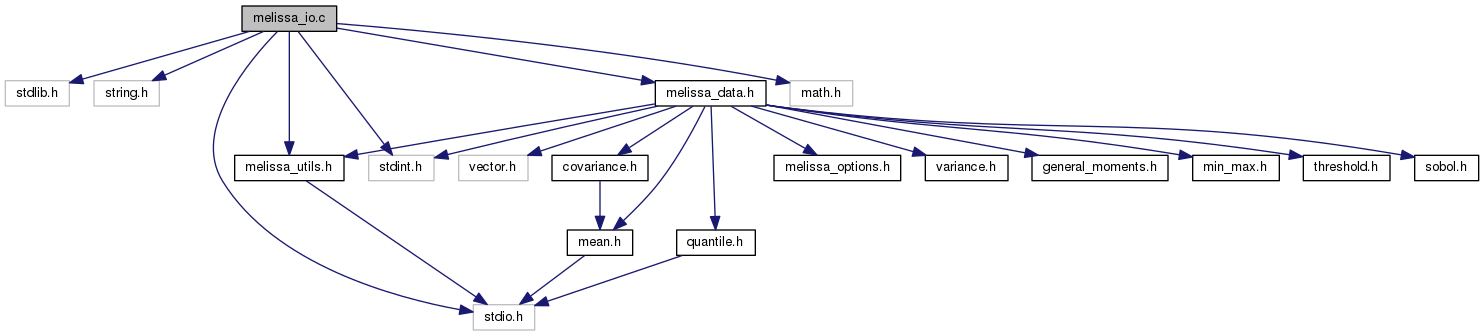 melissa_io.c
stdlib.h
string.h
melissa_data.h
math.h
melissa_utils.h
stdint.h
vector.h
covariance.h
melissa_options.h
variance.h
general_moments.h
min_max.h
threshold.h
sobol.h
mean.h
quantile.h
stdio.h